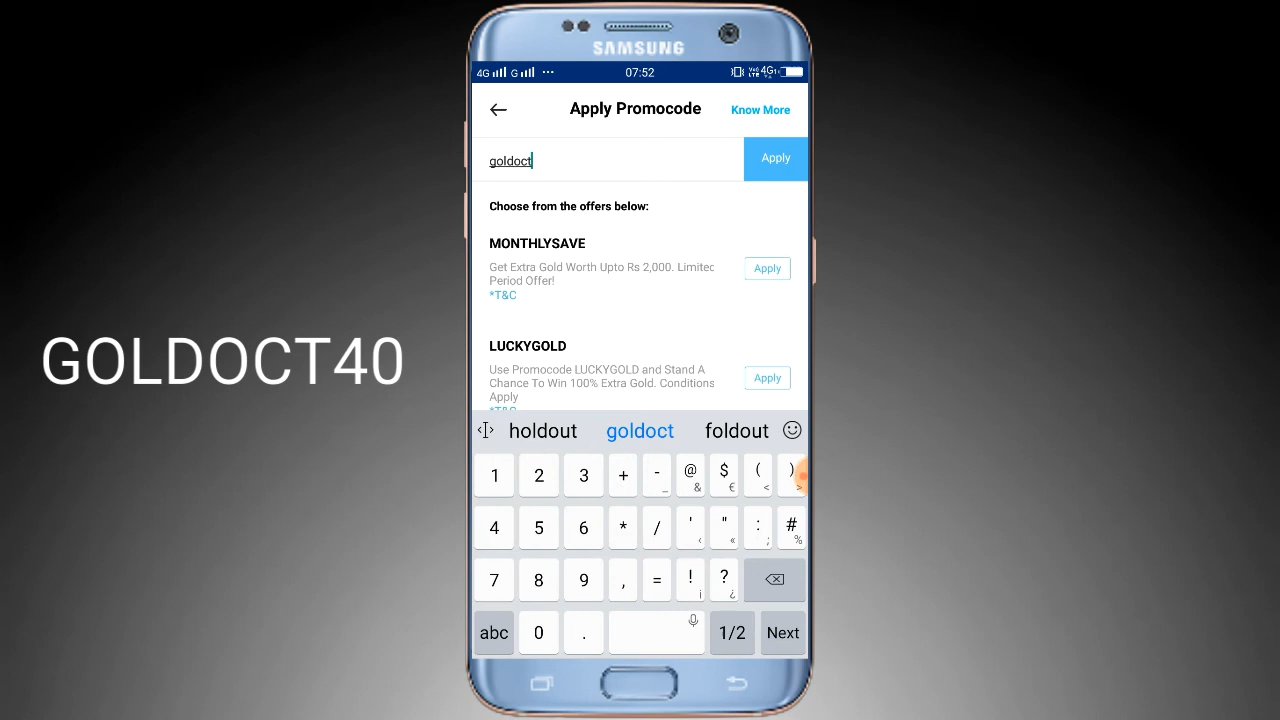 SAMSUNG
4G G ... 07:52 4G
Apply Promocode Know More
goldoct Apply
Choose from the offers below:
MONTHLYSAVE
Get Extra Gold Worth Upto Rs 2,000. Limited
Period Offer! Apply
*T&C
LUCKYGOLD
Use Promocode LUCKYGOLD and Stand A
Chance To Win 100% Extra Gold. Conditions Apply
Apply
*T&C
GOLDOCT40
holdout goldoct foldout
1 2 3 + - _ @ & $ € ( < ) >
4 5 6 * / ' ‹ " « : ; # %
7 8 9 , = ! ¡ ? ¿
abc 0 . 1/2 Next